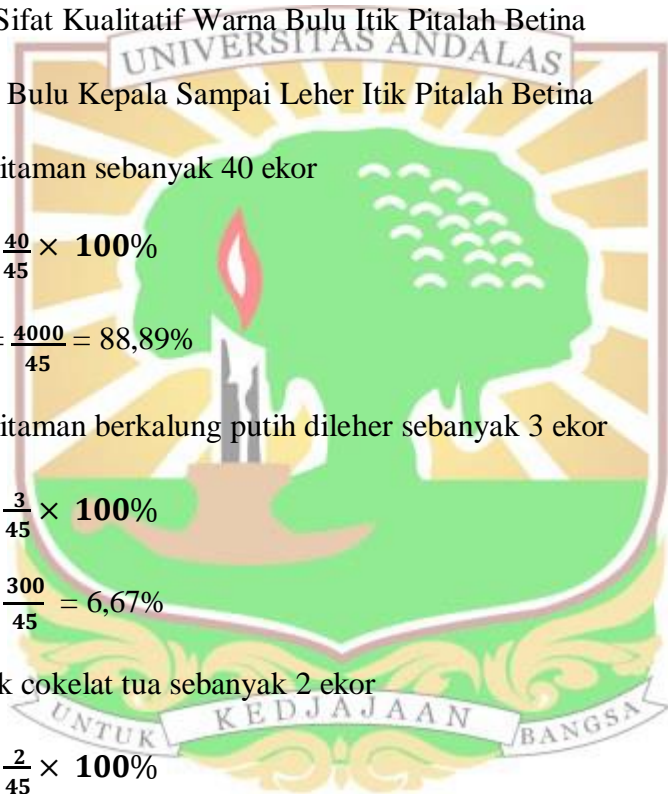 Sifat Kualitatif Warna Bulu Itik Pitalah Betina
UNIVERSITAS ANDALAS
Bulu Kepala Sampai Leher Itik Pitalah Betina
itaman sebanyak 40 ekor
40/45 × 100%
= 4000/45 = 88,89%
itaman berkalung putih dileher sebanyak 3 ekor
3/45 × 100%
300/45 = 6,67%
k cokelat tua sebanyak 2 ekor
UNTUK KEDJAJAAN BANGSA
2/45 × 100%